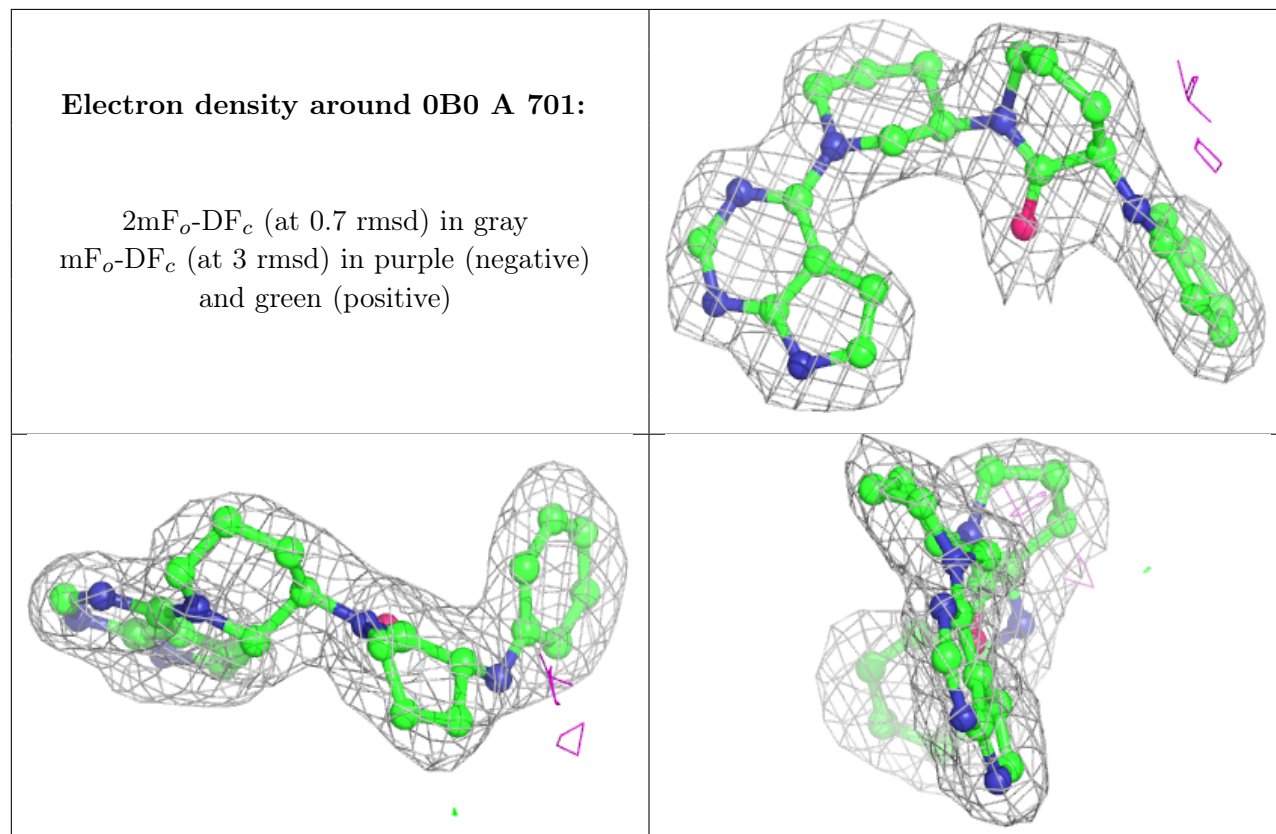 Electron density around 0B0 A 701:
2mFₒ-DF𝒸 (at 0.7 rmsd) in gray
mFₒ-DF𝒸 (at 3 rmsd) in purple (negative)
and green (positive)